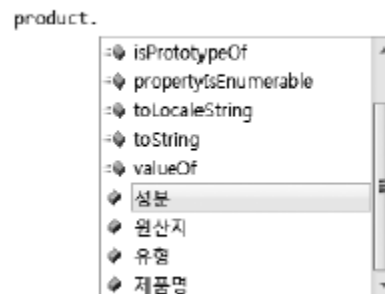 product.
isPrototypeOf
propertyIsEnumerable
toLocaleString
toString
valueOf
성분
원산지
유형
제품명